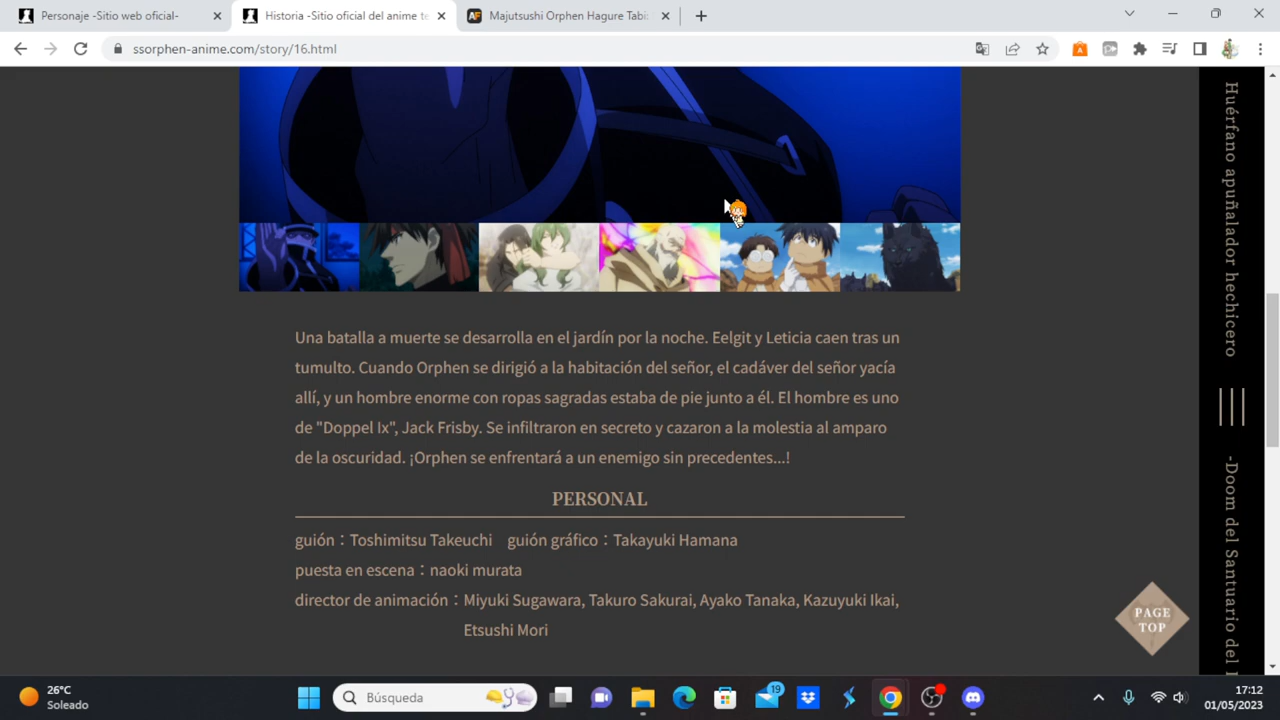 Personaje -Sitio web oficial-
Historia -Sitio oficial del anime te
Majutsushi Orphen Hagure Tabi
ssorphen-anime.com/story/16.html
Huérfano apuñalador hechicero
-Doom del Santuario del
Una batalla a muerte se desarrolla en el jardín por la noche. Eelgit y Leticia caen tras un
tumulto. Cuando Orphen se dirigió a la habitación del señor, el cadáver del señor yacía
allí, y un hombre enorme con ropas sagradas estaba de pie junto a él. El hombre es uno
de "Doppel Ix", Jack Frisby. Se infiltraron en secreto y cazaron a la molestia al amparo
de la oscuridad. ¡Orphen se enfrentará a un enemigo sin precedentes...!
PERSONAL
guión：Toshimitsu Takeuchi guión gráfico：Takayuki Hamana
puesta en escena：naoki murata
director de animación：Miyuki Sugawara, Takuro Sakurai, Ayako Tanaka, Kazuyuki Ikai,
Etsushi Mori
PAGE
TOP
26°C
Soleado
Búsqueda
19
17:12
01/05/2023